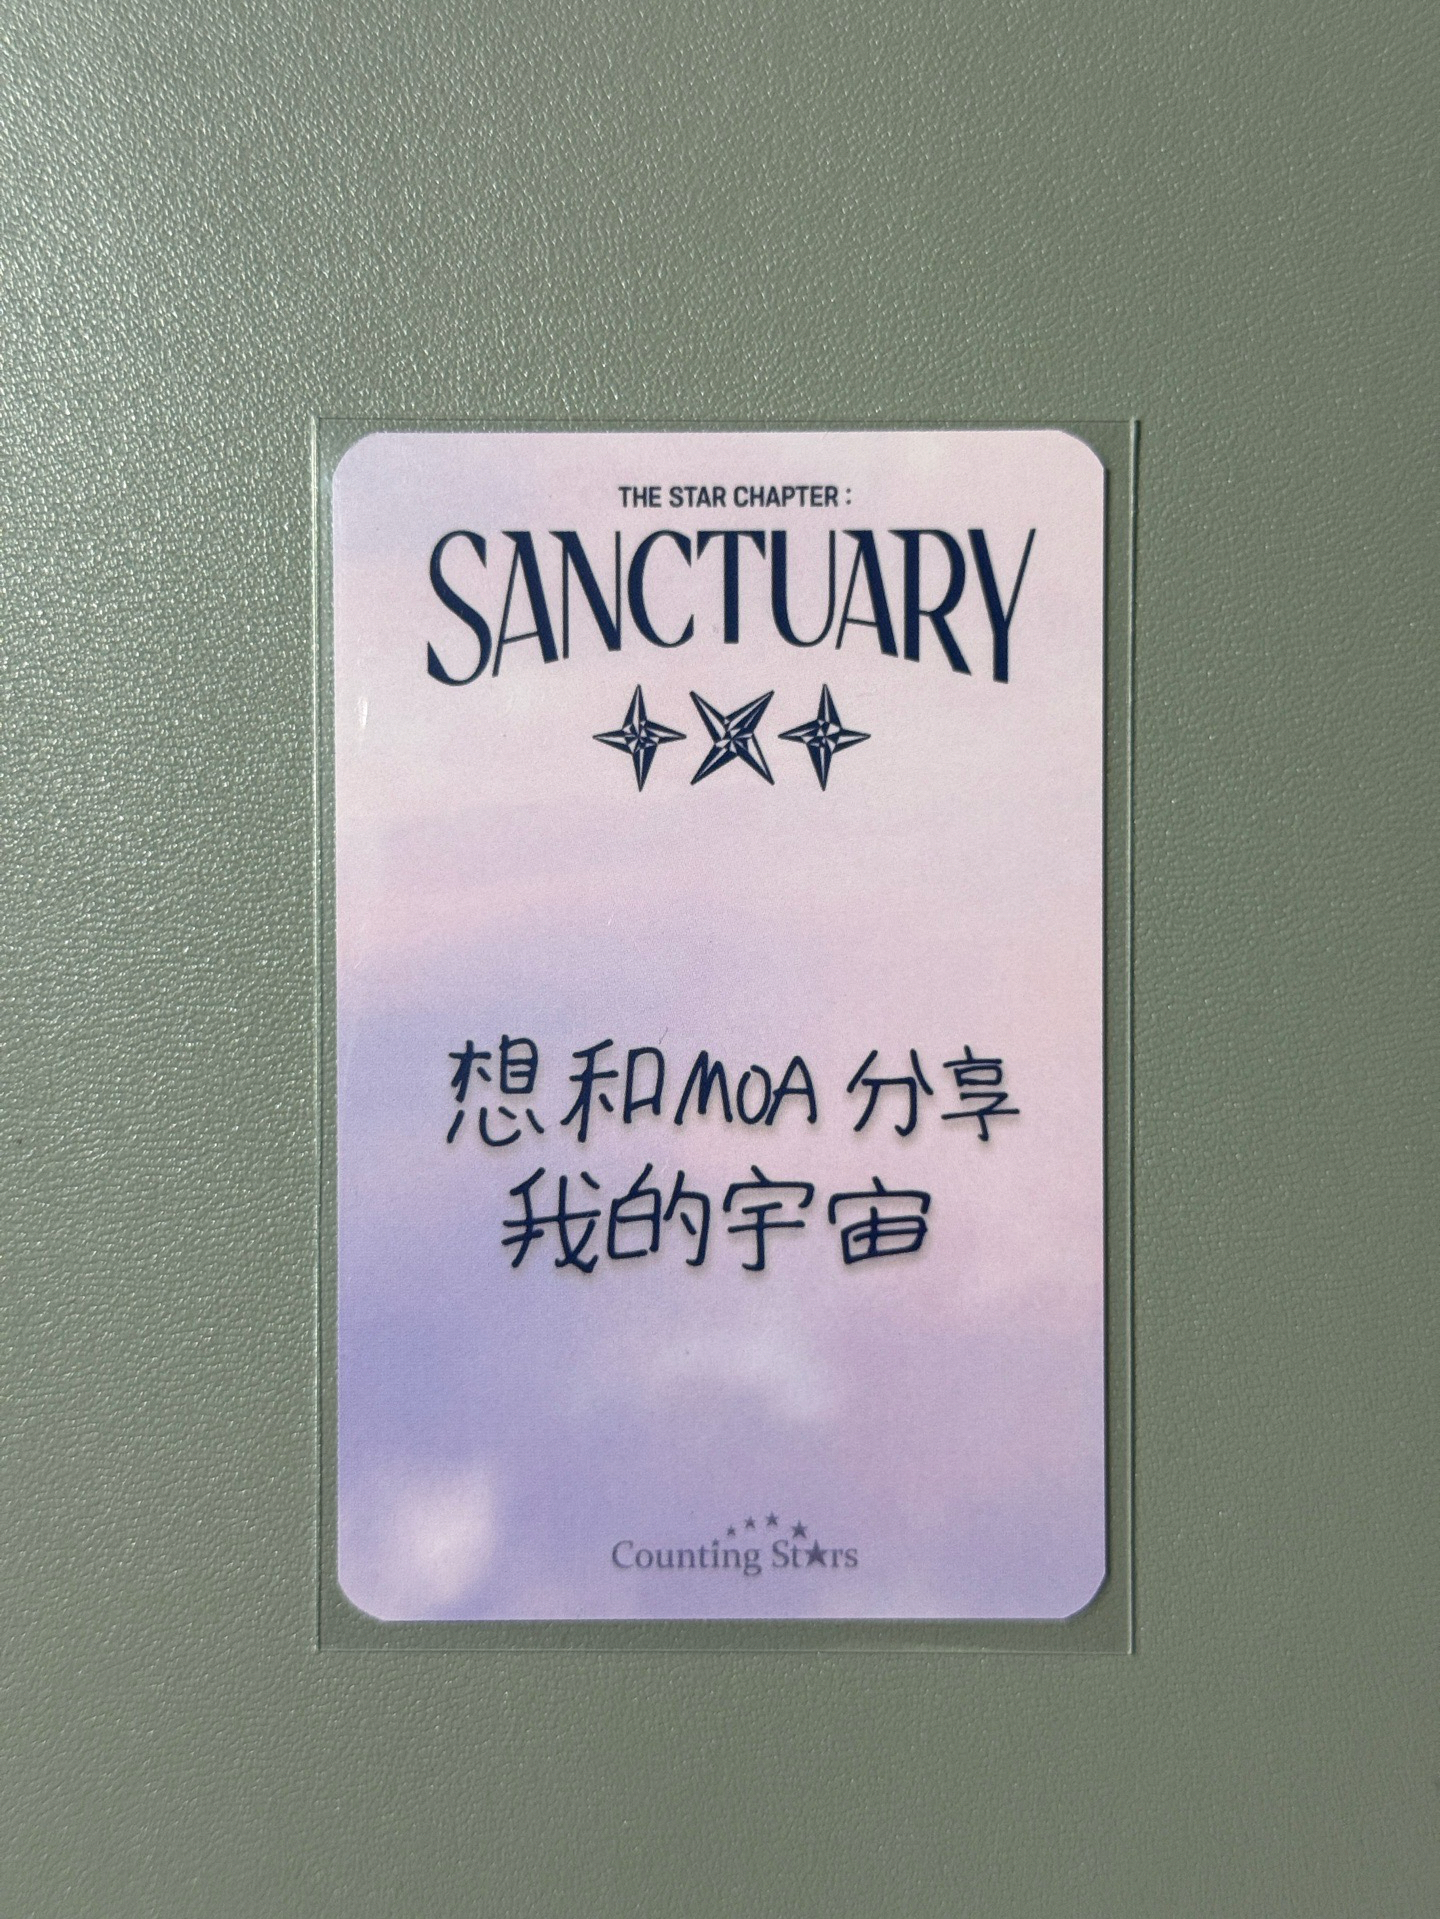 THE STAR CHAPTER :
SANCTUARY
想和MOA分享
我的宇宙
Counting Stars